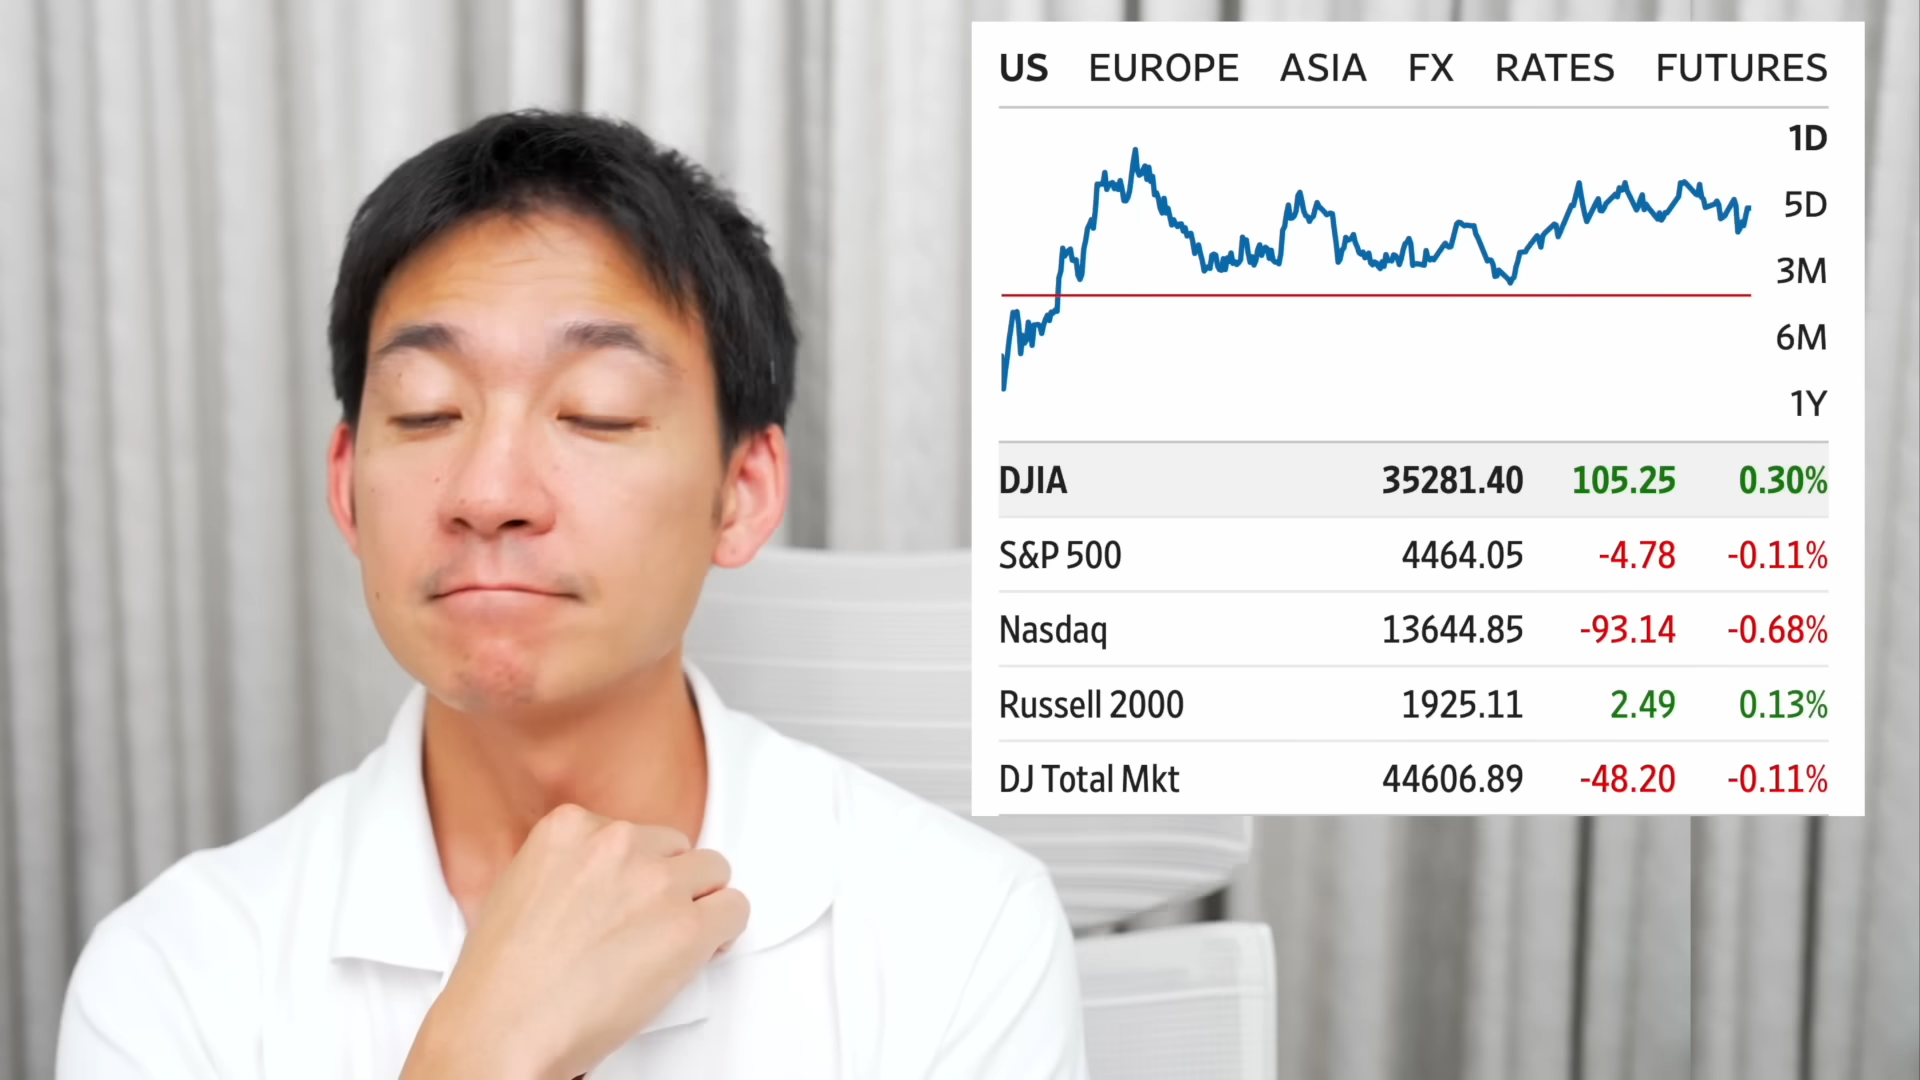 US EUROPE ASIA FX RATES FUTURES
1D
5D
3M
6M
1Y
DJIA 35281.40 105.25 0.30%
S&P 500 4464.05 -4.78 -0.11%
Nasdaq 13644.85 -93.14 -0.68%
Russell 2000 1925.11 2.49 0.13%
DJ Total Mkt 44606.89 -48.20 -0.11%